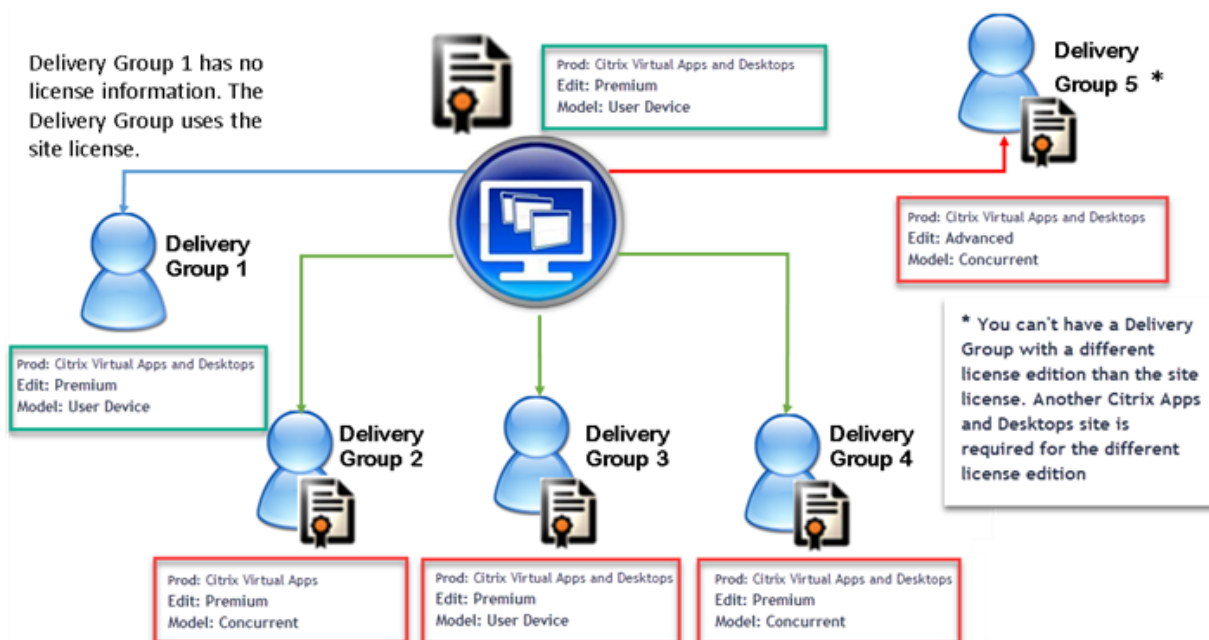 Delivery Group 1 has no
license information. The
Delivery Group uses the
site license.
Prod: Citrix Virtual Apps and Desktops
Edit: Premium
Model: User Device
Delivery
Group 5 *
Prod: Citrix Virtual Apps and Desktops
Edit: Advanced
Model: Concurrent
Delivery
Group 1
Prod: Citrix Virtual Apps and Desktops
Edit: Premium
Model: User Device
* You can't have a Delivery
Group with a different
license edition than the site
license. Another Citrix Apps
and Desktops site is
required for the different
license edition
Delivery
Group 2
Prod: Citrix Virtual Apps
Edit: Premium
Model: Concurrent
Delivery
Group 3
Prod: Citrix Virtual Apps and Desktops
Edit: Premium
Model: User Device
Delivery
Group 4
Prod: Citrix Virtual Apps and Desktops
Edit: Premium
Model: Concurrent